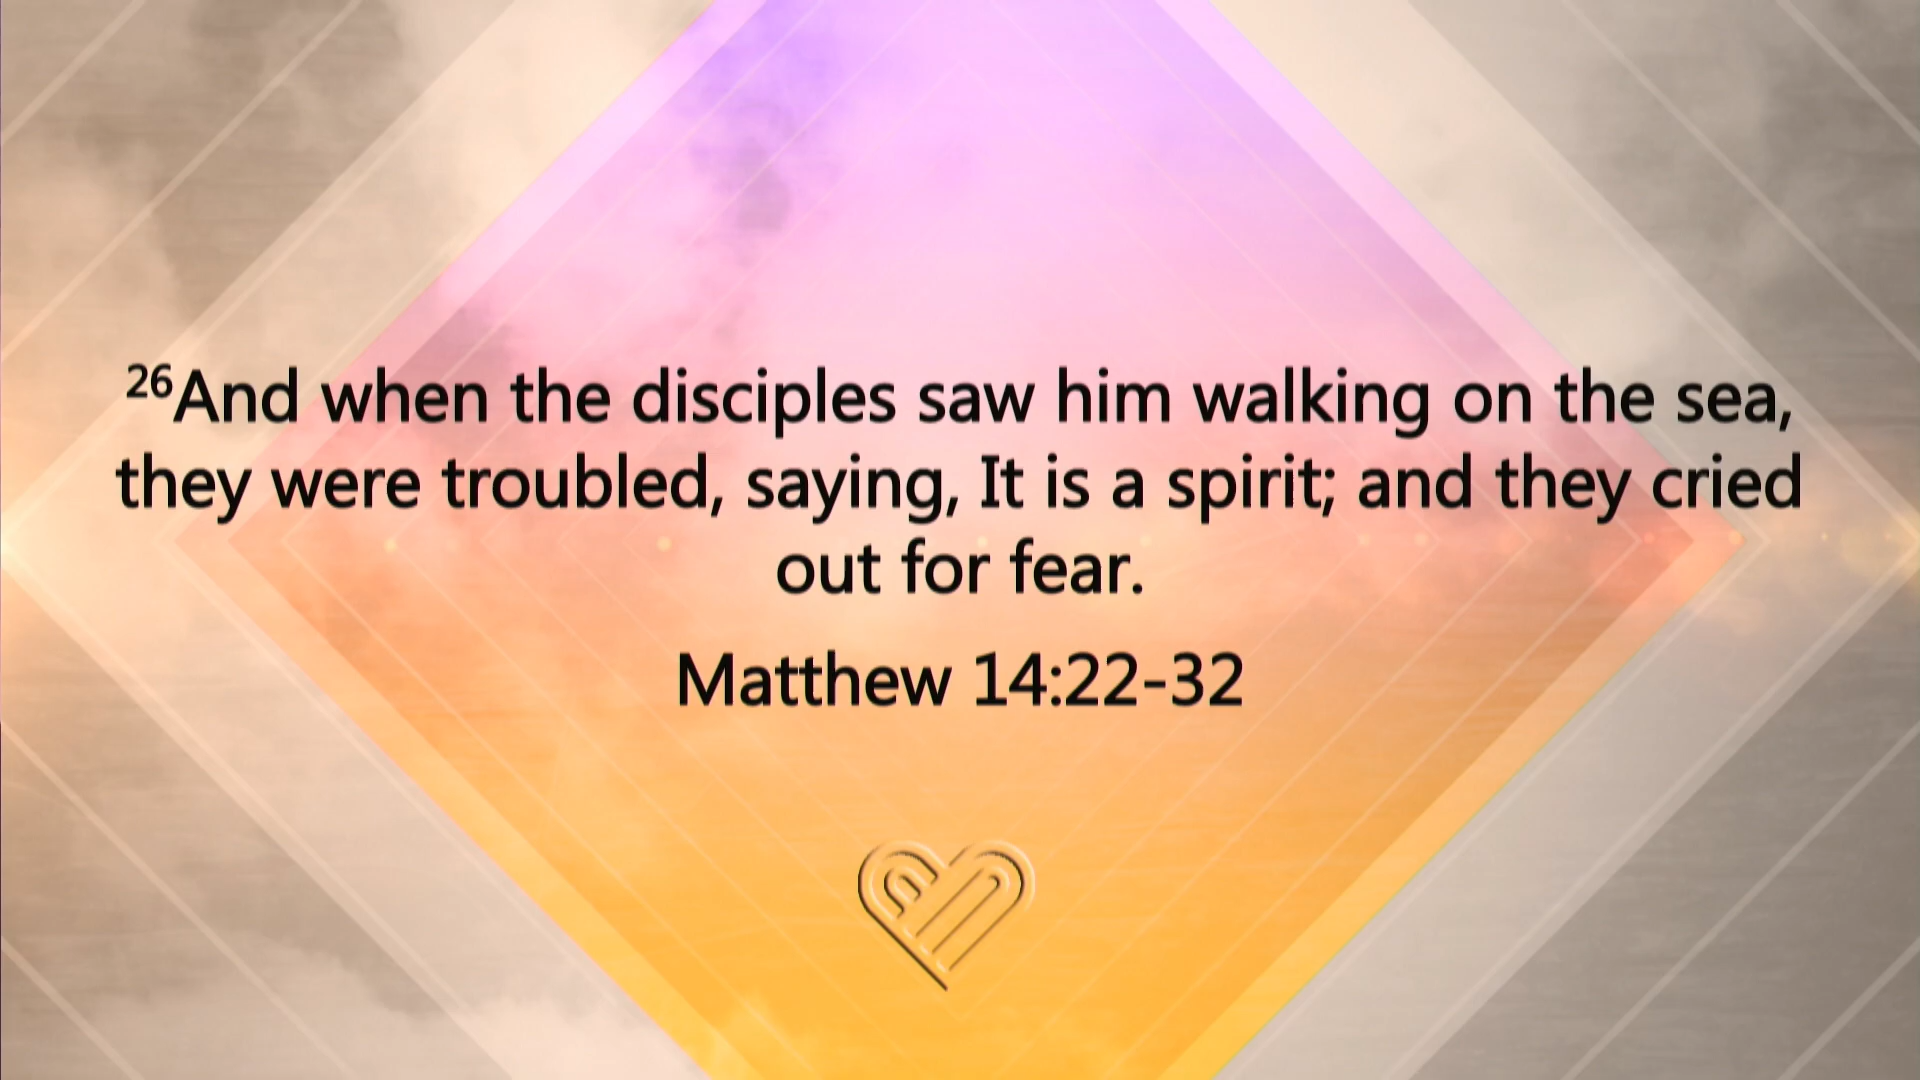 ²⁶And when the disciples saw him walking on the sea,
they were troubled, saying, It is a spirit; and they cried
out for fear.
Matthew 14:22-32